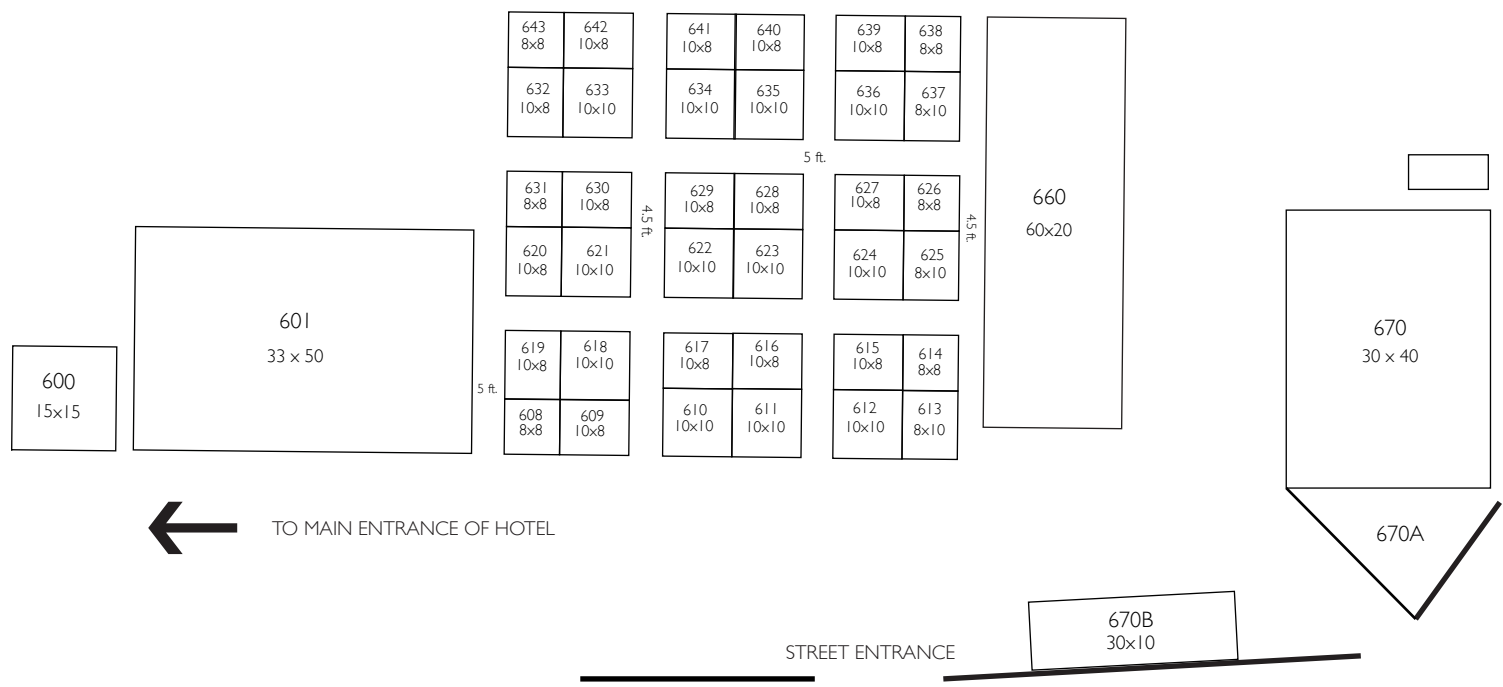 643 642 641 640 639 638
8x8 10x8 10x8 10x8 10x8 8x8
632 633 634 635 636 637
10x8 10x10 10x10 10x10 10x10 8x10
5 ft.
631 630 629 628 627 626
8x8 10x8 10x8 10x8 10x8 8x8
4.5 ft.
4.5 ft.
660
60x20
620 621 622 623 624 625
10x8 10x10 10x10 10x10 10x10 8x10
601
33 x 50
670
30 x 40
619 618 617 616 615 614
10x8 10x10 10x8 10x8 10x8 8x8
600
15x15
5 ft.
608 609 610 611 612 613
8x8 10x8 10x10 10x10 10x10 8x10
TO MAIN ENTRANCE OF HOTEL
670A
670B
30x10
STREET ENTRANCE